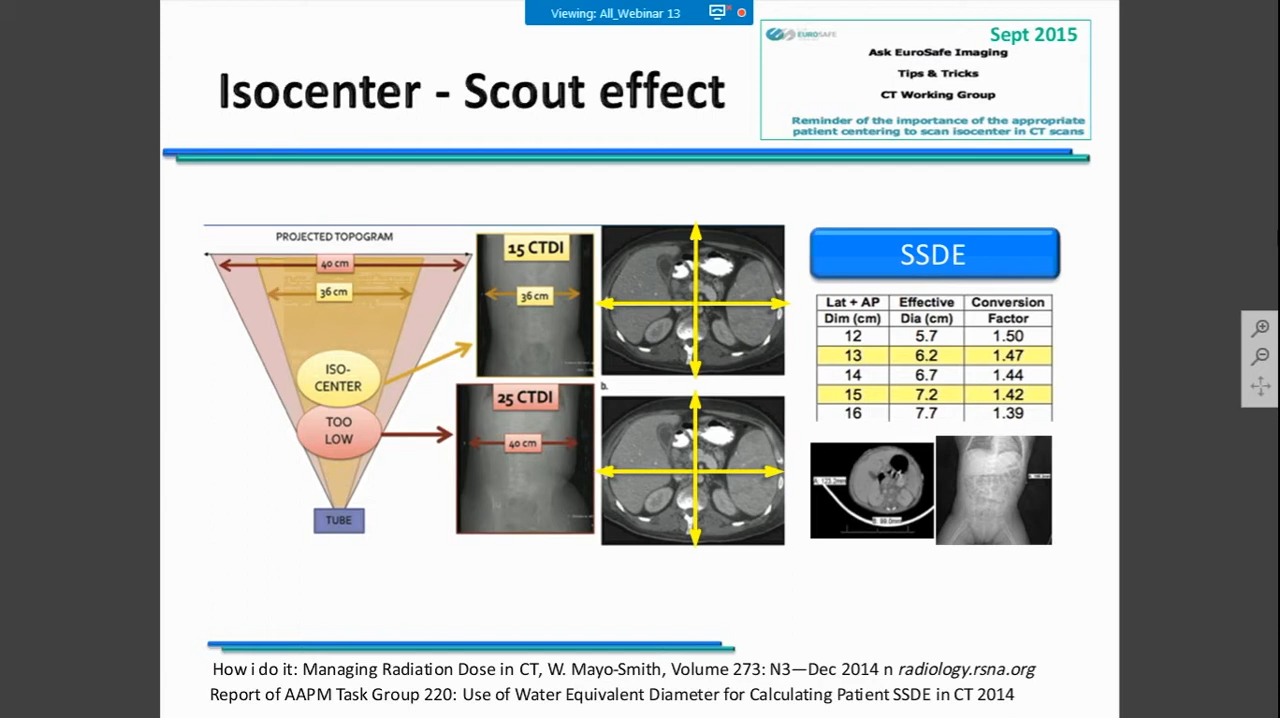 Viewing: All_Webinar 13
EUROSAFE
Sept 2015
Ask EuroSafe Imaging
Tips & Tricks
CT Working Group
Reminder of the importance of the appropriate
patient centering to scan isocenter in CT scans
Isocenter - Scout effect
PROJECTED TOPOGRAM
40 cm
36 cm
ISO-
CENTER
TOO
LOW
TUBE
15 CTDI
36 cm
25 CTDI
40 cm
b.
SSDE
Lat + AP Effective Conversion
Dim (cm) Dia (cm) Factor
12 5.7 1.50
13 6.2 1.47
14 6.7 1.44
15 7.2 1.42
16 7.7 1.39
How i do it: Managing Radiation Dose in CT, W. Mayo-Smith, Volume 273: N3—Dec 2014 n radiology.rsna.org
Report of AAPM Task Group 220: Use of Water Equivalent Diameter for Calculating Patient SSDE in CT 2014